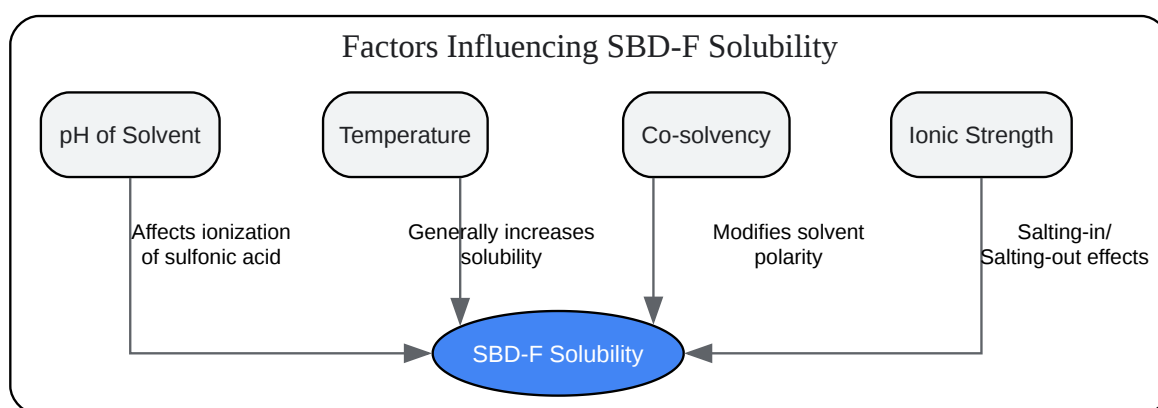 Factors Influencing SBD-F Solubility
pH of Solvent
Temperature
Co-solvency
Ionic Strength
Affects ionization
of sulfonic acid
Generally increases
solubility
Modifies solvent
polarity
Salting-in/
Salting-out effects
SBD-F Solubility